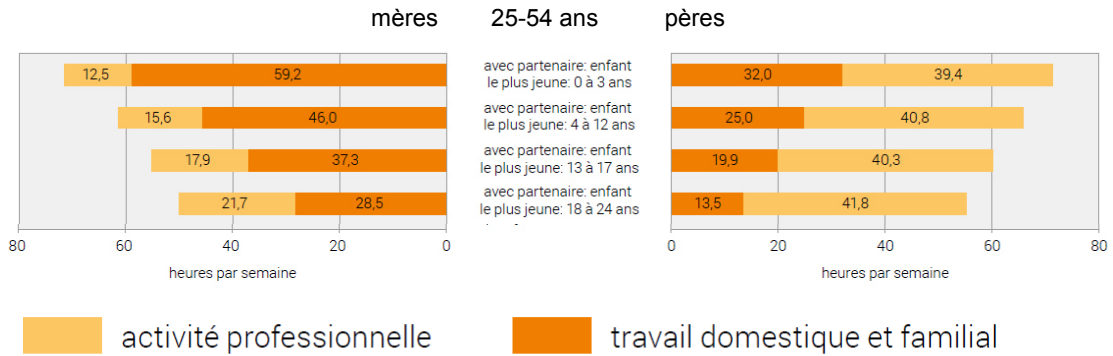 mères 25-54 ans pères
12,5 59,2 avec partenaire: enfant 32,0 39,4
le plus jeune: 0 à 3 ans
15,6 46,0 avec partenaire: enfant 25,0 40,8
le plus jeune: 4 à 12 ans
17,9 37,3 avec partenaire: enfant 19,9 40,3
le plus jeune: 13 à 17 ans
21,7 28,5 avec partenaire: enfant 13,5 41,8
le plus jeune: 18 à 24 ans
80 60 40 20 0 0 20 40 60 80
heures par semaine heures par semaine
activité professionnelle travail domestique et familial